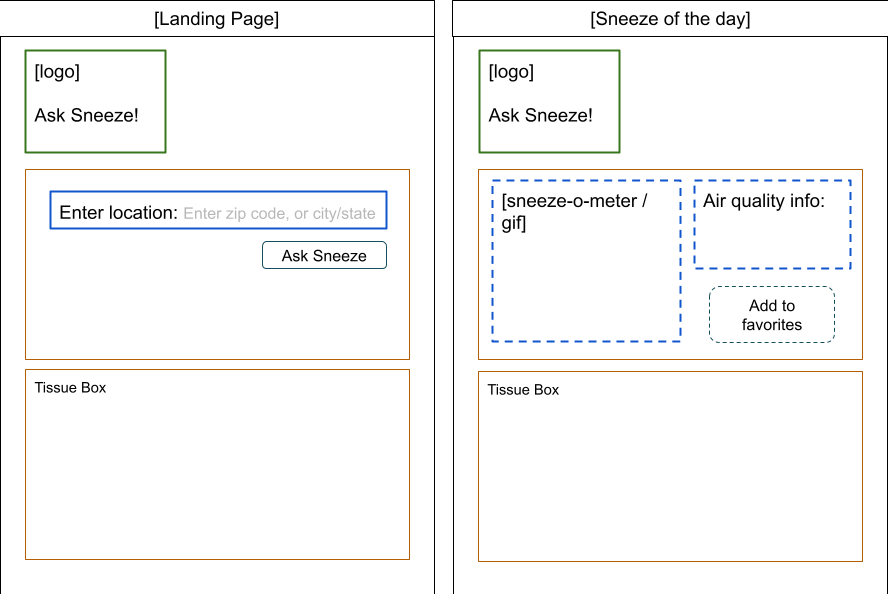 [Landing Page]
[logo]
Ask Sneeze!
Enter location: Enter zip code, or city/state
Ask Sneeze
Tissue Box
[Sneeze of the day]
[logo]
Ask Sneeze!
[sneeze-o-meter /
gif]
Air quality info:
Add to
favorites
Tissue Box